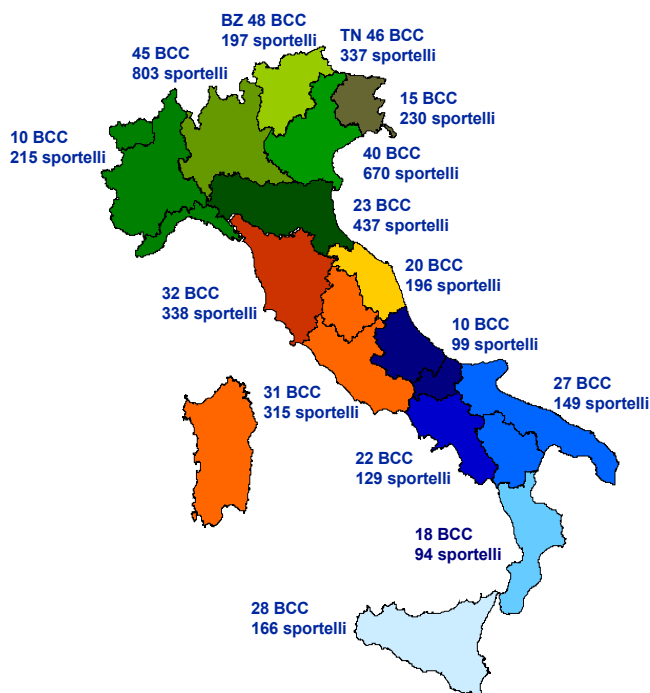 BZ 48 BCC
197 sportelli
TN 46 BCC
337 sportelli
45 BCC
803 sportelli
15 BCC
230 sportelli
10 BCC
215 sportelli
40 BCC
670 sportelli
23 BCC
437 sportelli
20 BCC
196 sportelli
32 BCC
338 sportelli
10 BCC
99 sportelli
31 BCC
315 sportelli
27 BCC
149 sportelli
22 BCC
129 sportelli
18 BCC
94 sportelli
28 BCC
166 sportelli